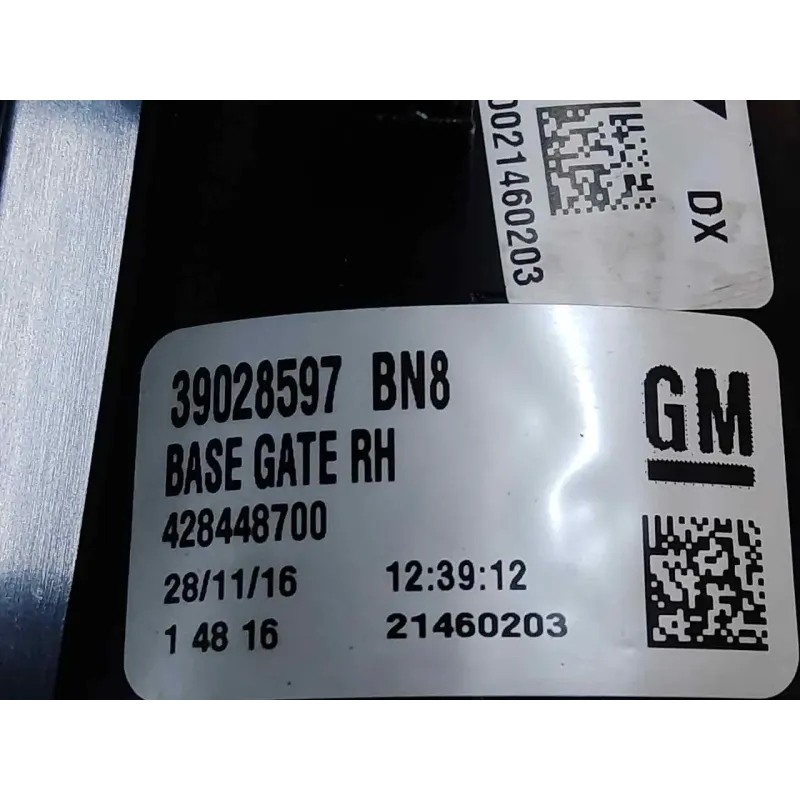 0021460203
DX
39028597 BN8
GM
BASE GATE RH
428448700
28/11/16 12:39:12
1 48 16 21460203